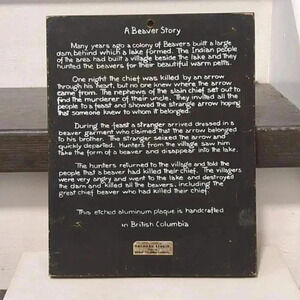 A Beaver Story
Many years ago a colony of Beavers built a large
dam behind which a lake formed. The Indian people
of the area had built a village beside the lake and they
hunted the beavers for their beautiful warm pelts.
One night the chief was killed by an arrow
through his heart, but no one knew where the arrow
came from. The nephews of the slain chief set out to
find the murderer of their uncle. They invited all the
people to a feast and showed the strange arrow hoping
that someone knew to whom it belonged.
During the feast a stranger arrived dressed in a
beaver garment who claimed that the arrow belonged
to his brother. The stranger seized the arrow and
quickly departed. Hunters from the village saw him
take the form of a beaver and disappear into the lake.
The hunters returned to the village and told the
people that a beaver had killed their chief. The villagers
were very angry and went to the lake and destroyed
the dam and killed all the beavers, including the
great chief beaver who had killed their chief.
This etched aluminum plaque is handcrafted
in British Columbia